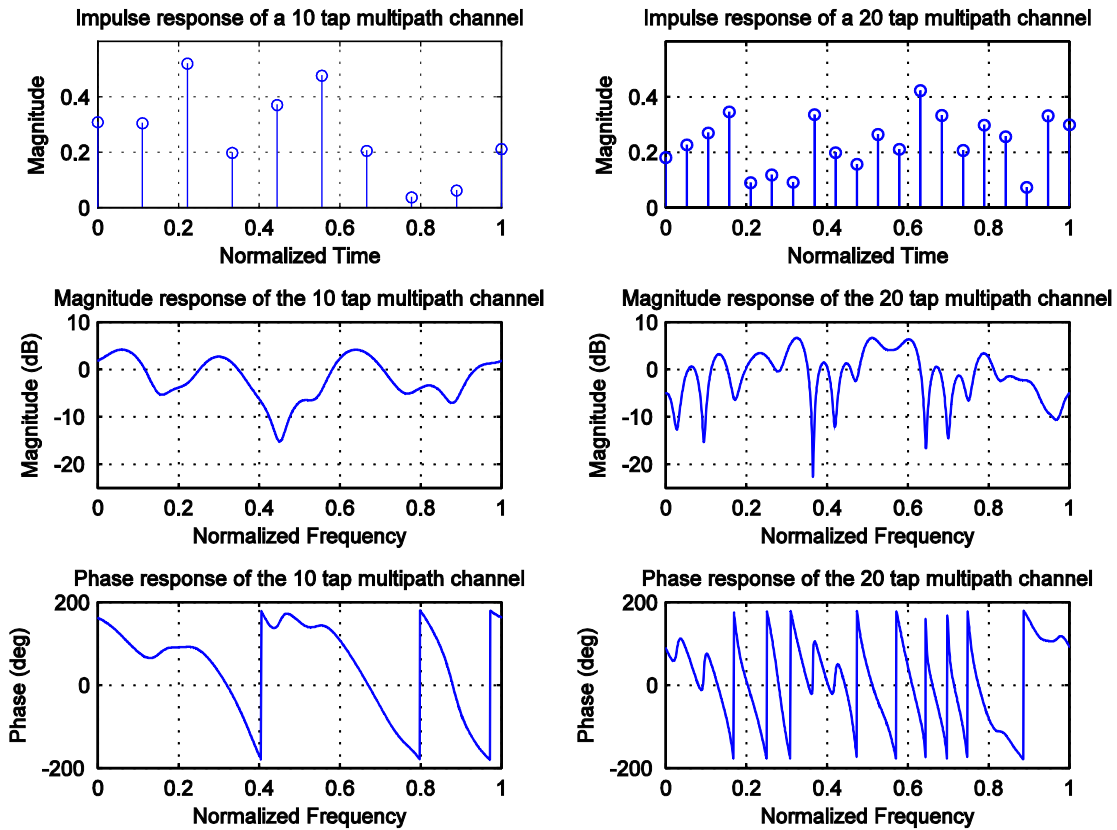 Impulse response of a 10 tap multipath channel
Magnitude
0.4
0.2
0
0 0.2 0.4 0.6 0.8 1
Normalized Time
Impulse response of a 20 tap multipath channel
Magnitude
0.4
0.2
0
0 0.2 0.4 0.6 0.8 1
Normalized Time
Magnitude response of the 10 tap multipath channel
Magnitude (dB)
10
0
-10
-20
0 0.2 0.4 0.6 0.8 1
Normalized Frequency
Magnitude response of the 20 tap multipath channel
Magnitude (dB)
10
0
-10
-20
0 0.2 0.4 0.6 0.8 1
Normalized Frequency
Phase response of the 10 tap multipath channel
Phase (deg)
200
0
-200
0 0.2 0.4 0.6 0.8 1
Normalized Frequency
Phase response of the 20 tap multipath channel
Phase (deg)
200
0
-200
0 0.2 0.4 0.6 0.8 1
Normalized Frequency